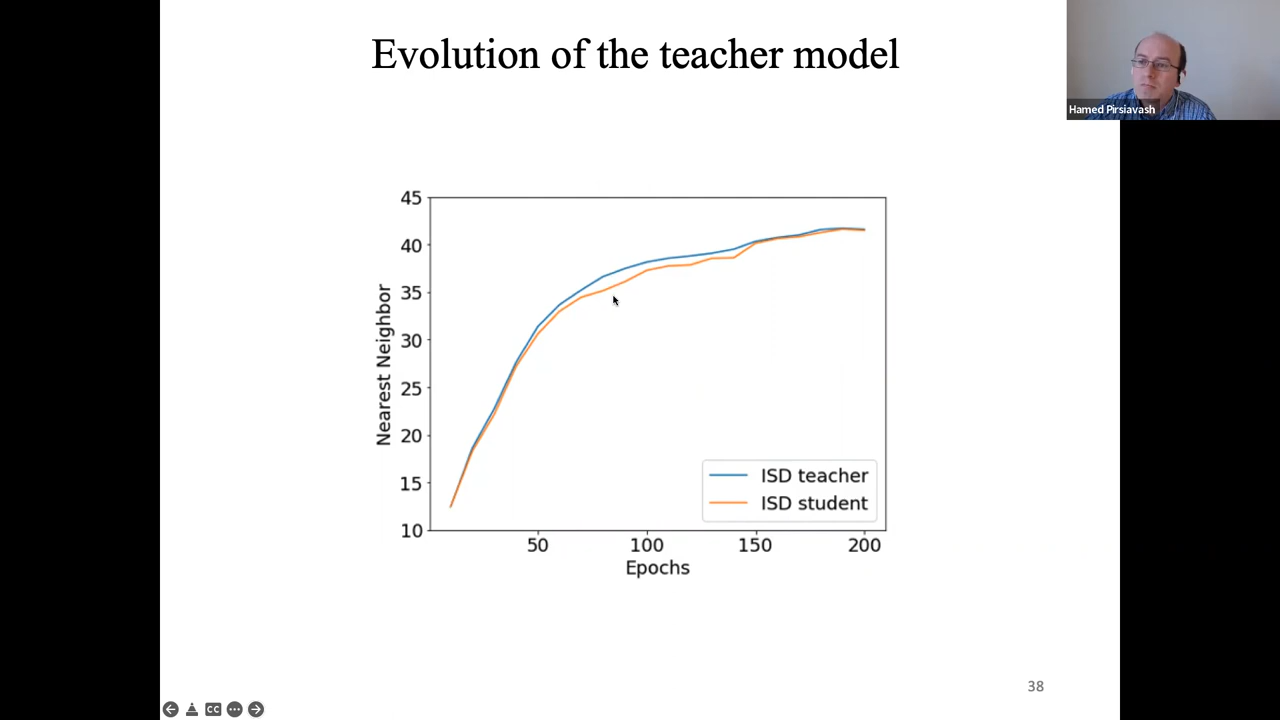 Evolution of the teacher model
Hamed Pirsiavash
45
40
35
30
25
20
15
10
Nearest Neighbor
ISD teacher
ISD student
50 100 150 200
Epochs
38
CC